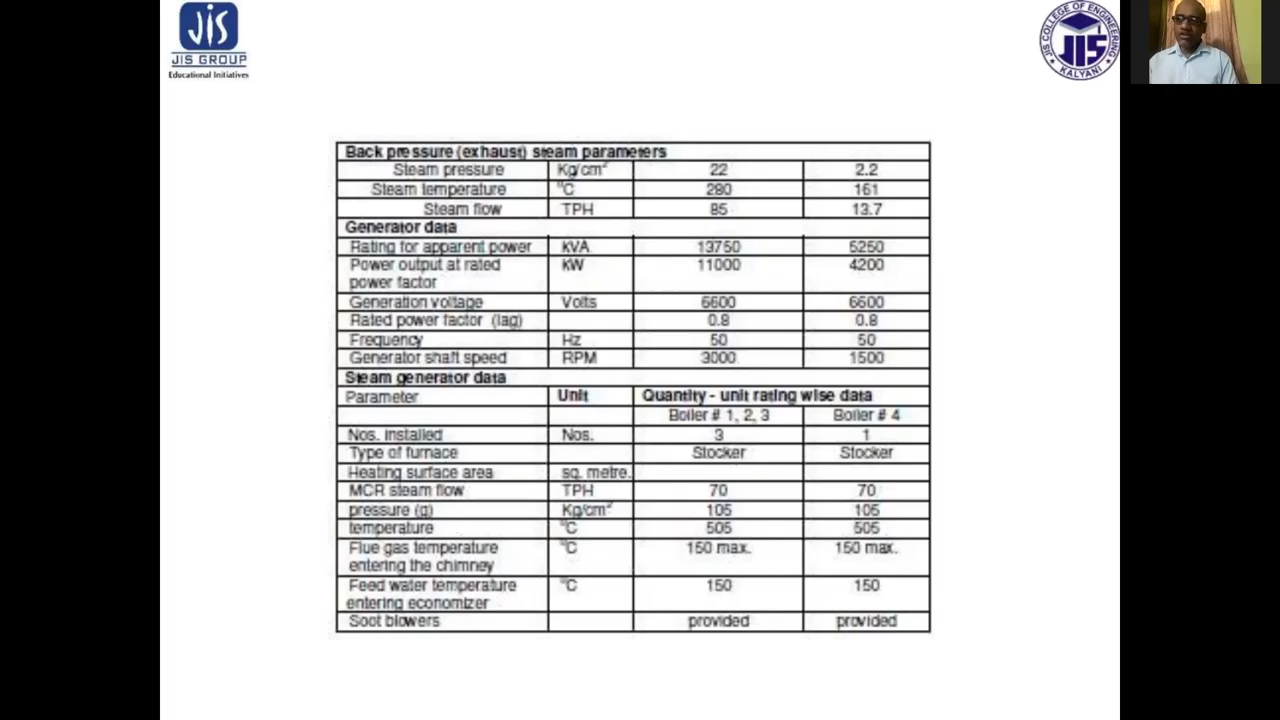 JIS
JIS GROUP
Educational Initiatives
JIS COLLEGE OF ENGINEERING
JIS
KALYANI
Back pressure (exhaust) steam parameters
Steam pressure Kg/cm² 22 2.2
Steam temperature °C 280 161
Steam flow TPH 85 13.7
Generator data
Rating for apparent power kVA 13750 5250
Power output at rated power factor kW 11000 4200
Generation voltage Volts 6600 6600
Rated power factor (lag) 0.8 0.8
Frequency Hz 50 50
Generator shaft speed RPM 3000 1500
Steam generator data
Parameter Unit Quantity - unit rating wise data
Boiler # 1, 2, 3 Boiler # 4
Nos. installed Nos. 3 1
Type of furnace Stocker Stocker
Heating surface area sq. metre.
MCR steam flow TPH 70 70
pressure (g) Kg/cm² 105 105
temperature °C 505 505
Flue gas temperature entering the chimney °C 150 max. 150 max.
Feed water temperature entering economizer °C 150 150
Soot blowers provided provided